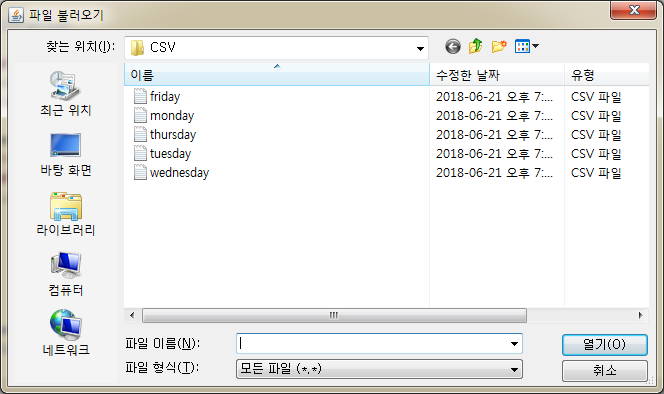 파일 불러오기
찾는 위치(I): CSV
이름 수정한 날짜 유형
friday 2018-06-21 오후 7:... CSV 파일
monday 2018-06-21 오후 7:... CSV 파일
thursday 2018-06-21 오후 7:... CSV 파일
tuesday 2018-06-21 오후 7:... CSV 파일
wednesday 2018-06-21 오후 7:... CSV 파일
최근 위치
바탕 화면
라이브러리
컴퓨터
네트워크
파일 이름(N): 열기(O)
파일 형식(T): 모든 파일 (*.*) 취소